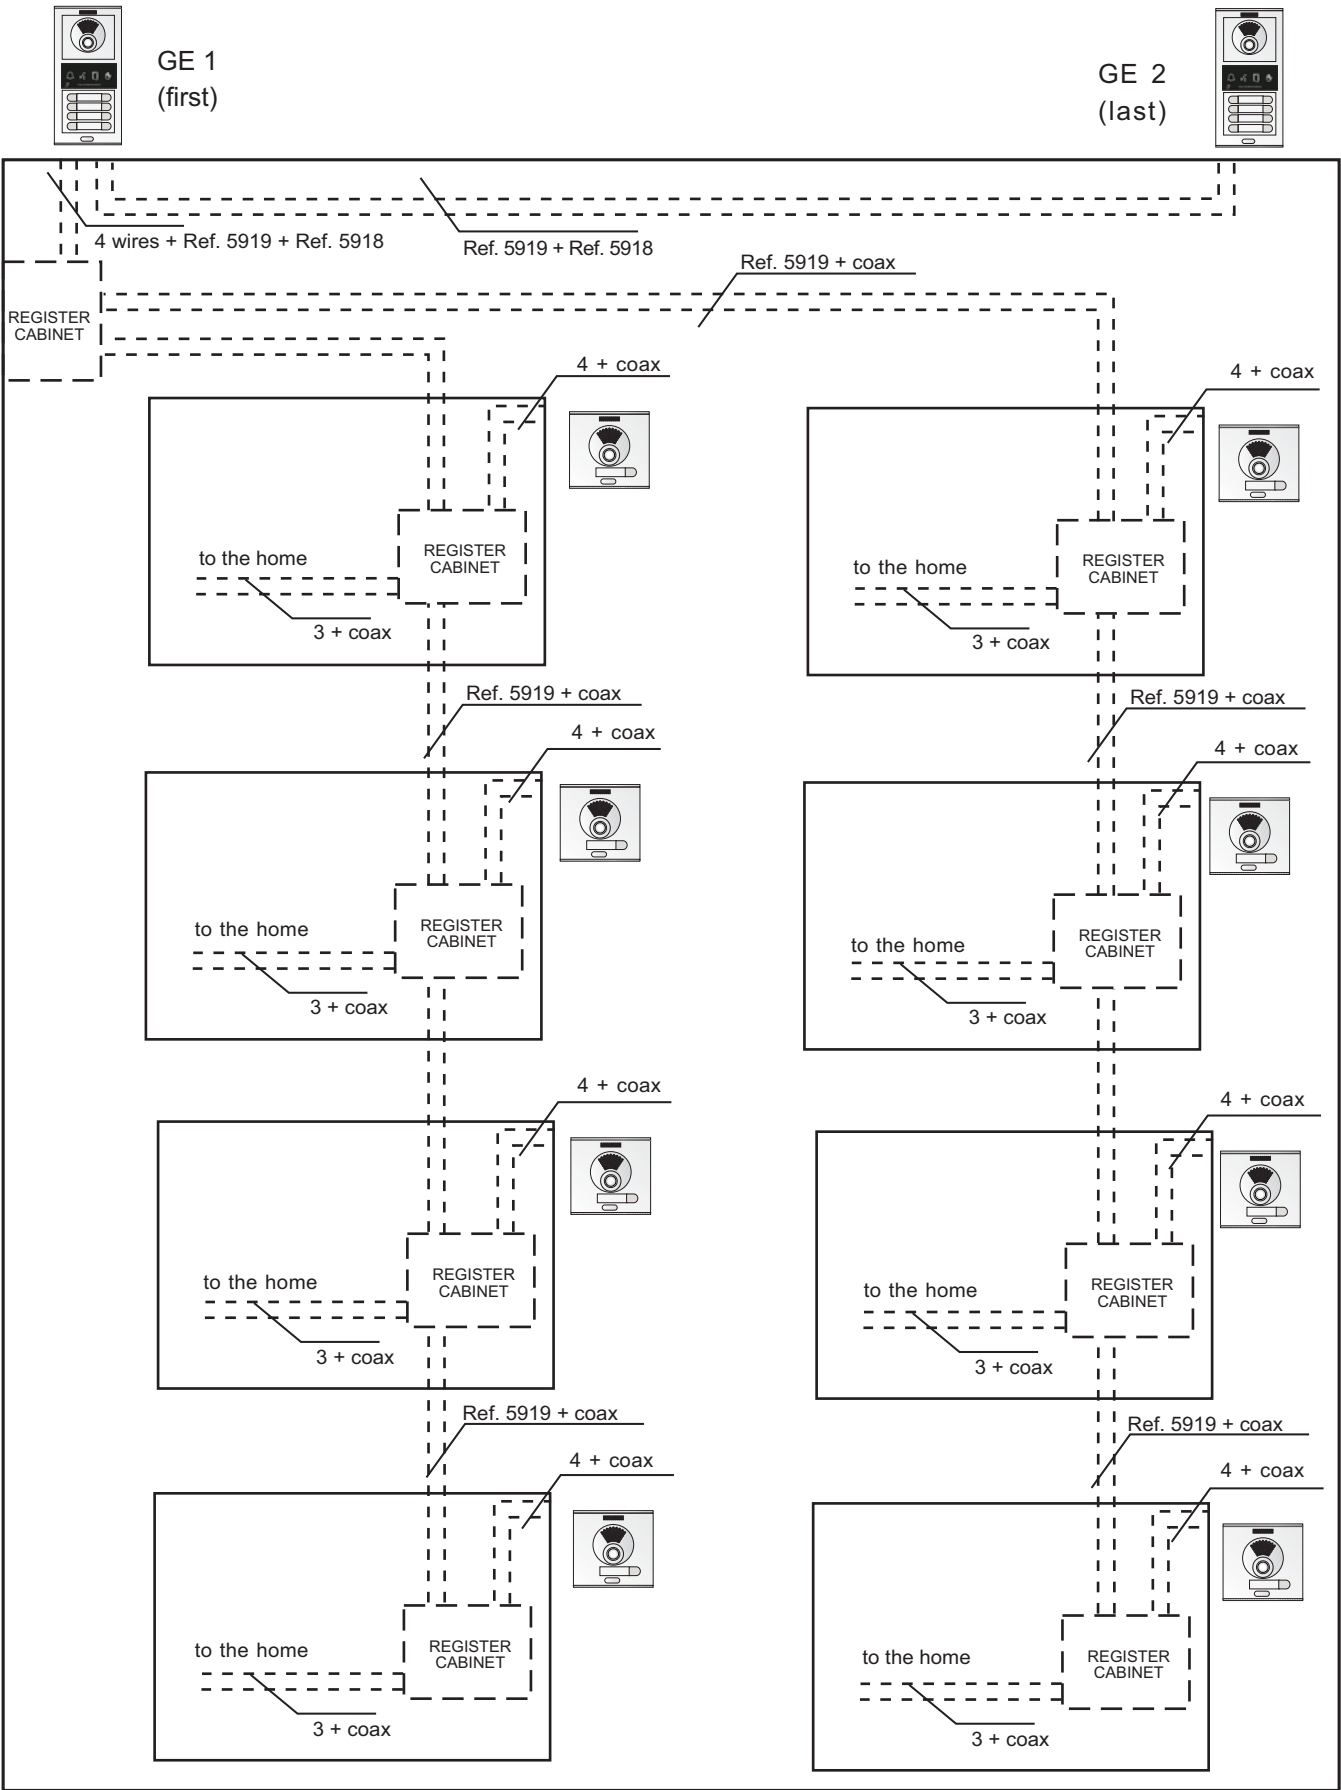 GE 1
(first)
GE 2
(last)
4 wires + Ref. 5919 + Ref. 5918
Ref. 5919 + Ref. 5918
Ref. 5919 + coax
REGISTER
CABINET
4 + coax
4 + coax
REGISTER
CABINET
to the home
3 + coax
REGISTER
CABINET
to the home
3 + coax
Ref. 5919 + coax
4 + coax
Ref. 5919 + coax
4 + coax
REGISTER
CABINET
to the home
3 + coax
REGISTER
CABINET
to the home
3 + coax
4 + coax
4 + coax
REGISTER
CABINET
to the home
3 + coax
REGISTER
CABINET
to the home
3 + coax
Ref. 5919 + coax
4 + coax
Ref. 5919 + coax
4 + coax
REGISTER
CABINET
to the home
3 + coax
REGISTER
CABINET
to the home
3 + coax